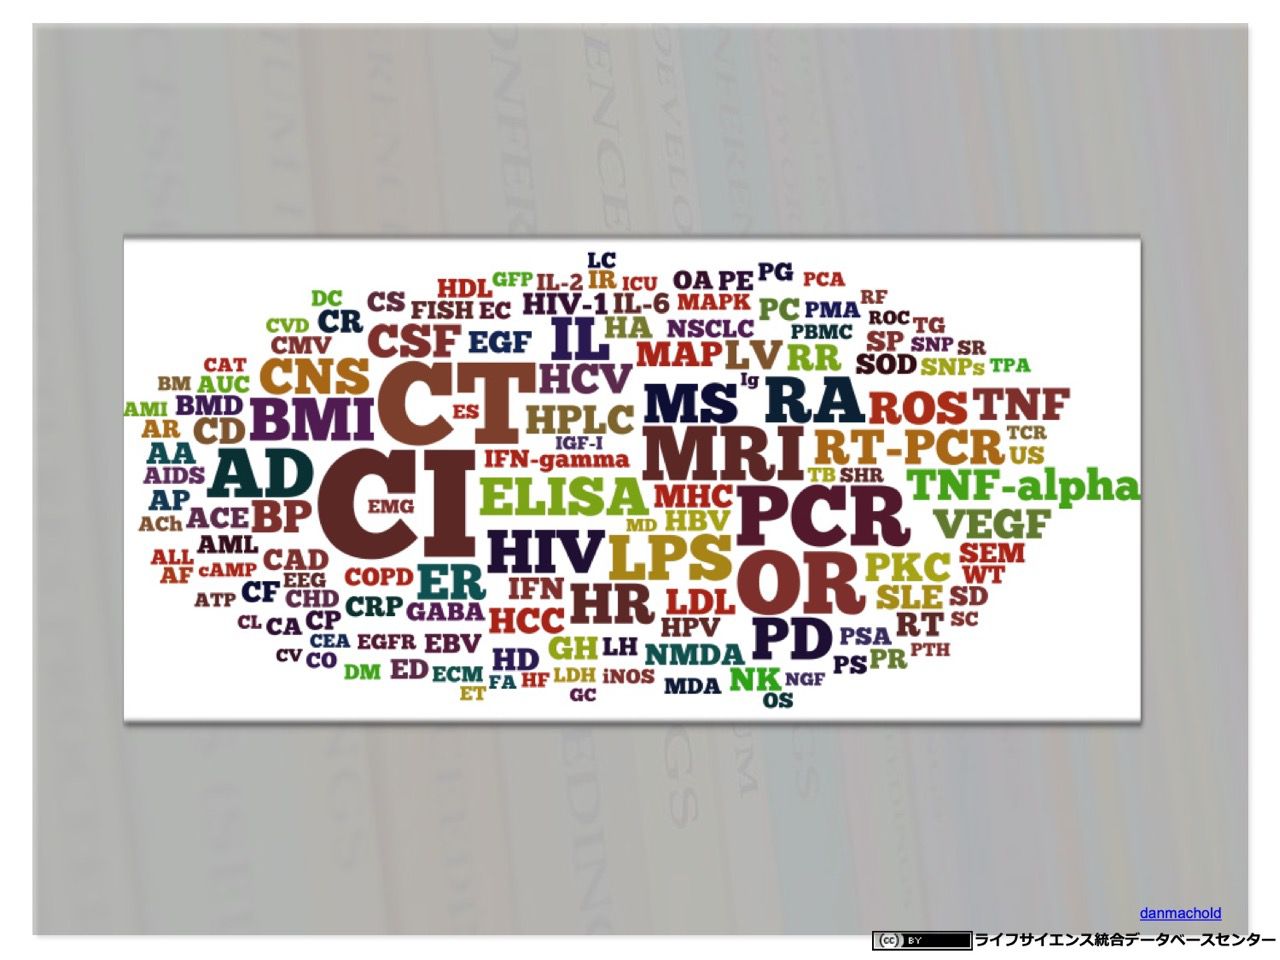 LC
HDL GFP IL-2 IR ICU OA PE PG PCA
DC CS FISH EC HIV-1 IL-6 MAPK PC PMA RF
CVD CR CSF EGF IL HA NSCLC PBMC ROC TG
CMV MAP LV RR SP SNP SR
CAT CNS CT HCV SOD SNPs TPA
BM AUC MS Ig RA ROS TNF
AMI BMD BMI ES HPLC
AR CD IGF-I MRI RT-PCR TCR
AA US
AIDS AD CI IFN-gamma TB SHR TNF-alpha
AP EMG ELISA MHC PCR
ACh ACE BP MD HBV VEGF
AML HIV LPS OR
ALL CAD PKC SEM
AF cAMP EEG COPD ER IFN HR LDL WT
ATP CF CHD CRP GABA HCC SLE SD
CL CA CP HPV PD PSA RT SC
CEA EGFR EBV GH LH NMDA PTH
CV CO HD PS PR
DM ED ECM FA HF LDH iNOS MDA NK NGF
ET GC OS
danmachold
cc BY ライフサイエンス統合データベースセンター